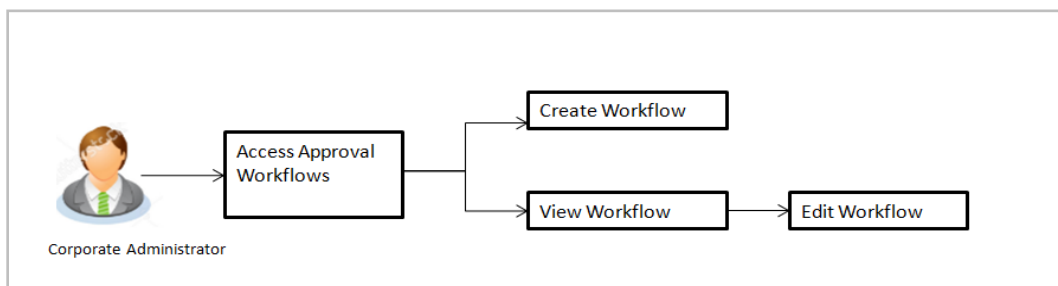 Create Workflow
Access Approval
Workflows
View Workflow
Edit Workflow
Corporate Administrator